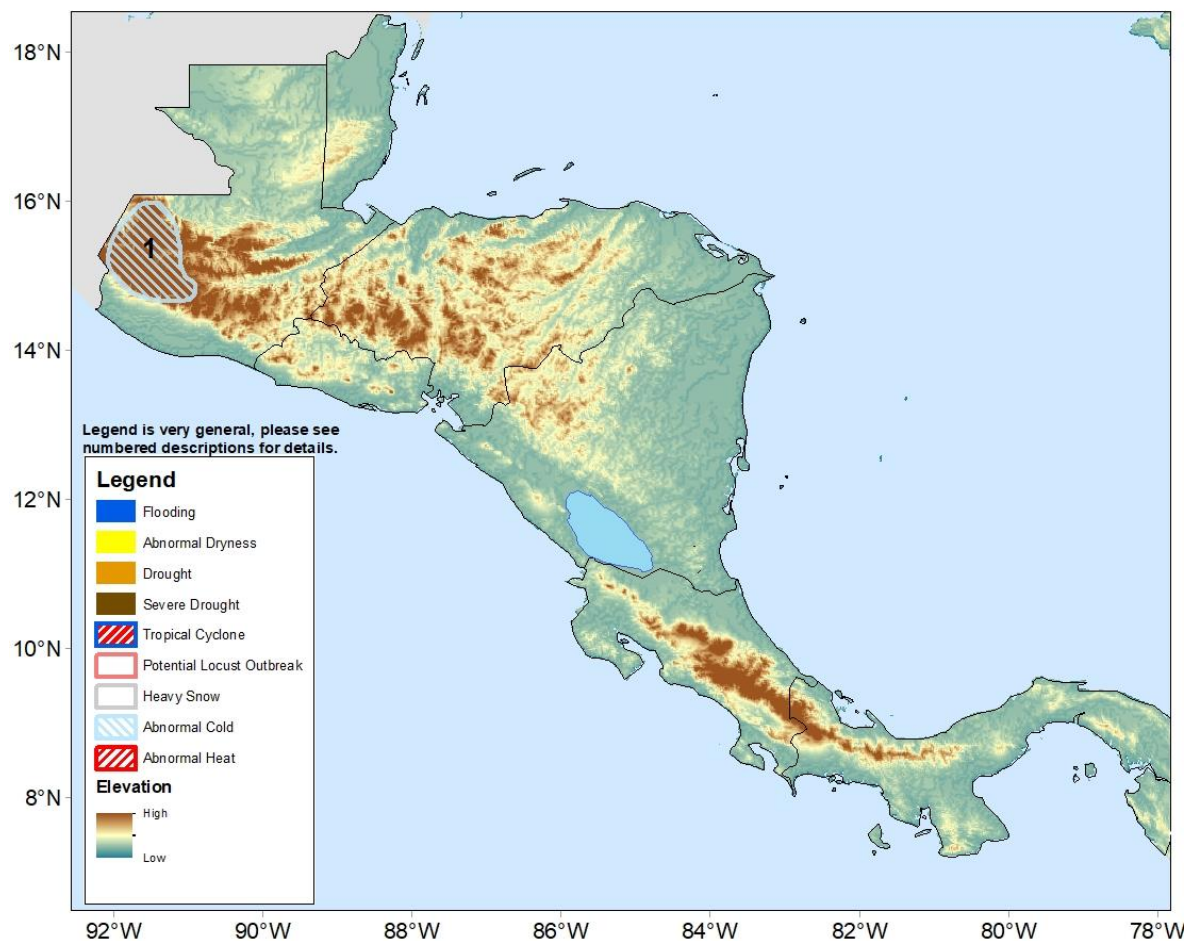 18°N
16°N
14°N
12°N
10°N
8°N
1
Legend is very general, please see
numbered descriptions for details.
Legend
Flooding
Abnormal Dryness
Drought
Severe Drought
Tropical Cyclone
Potential Locust Outbreak
Heavy Snow
Abnormal Cold
Abnormal Heat
Elevation
High
Low
92°W 90°W 88°W 86°W 84°W 82°W 80°W 78°W